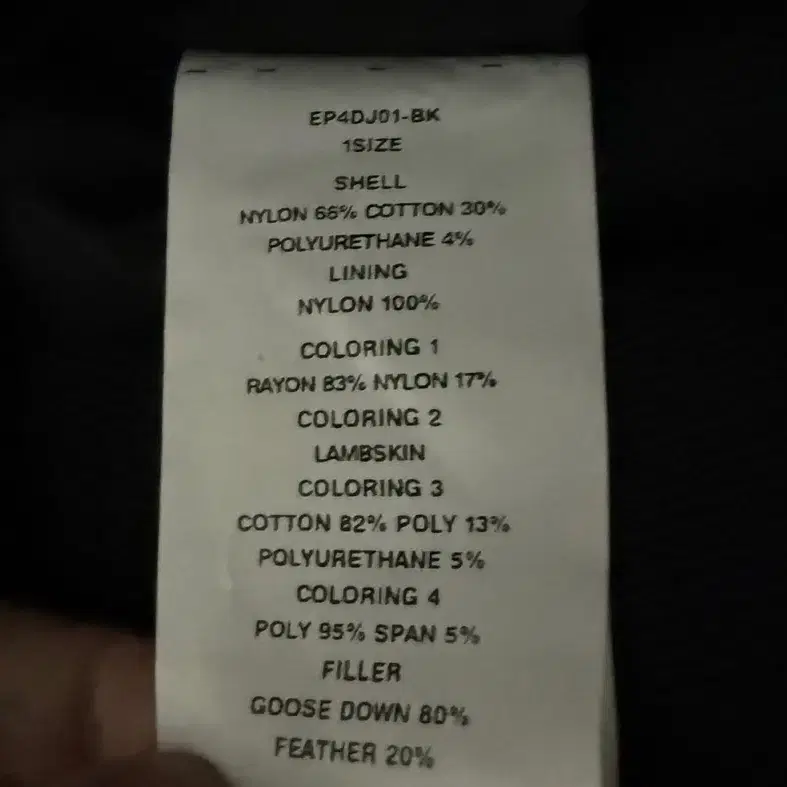 EP4DJ01-BK
1SIZE
SHELL
NYLON 66% COTTON 30%
POLYURETHANE 4%
LINING
NYLON 100%
COLORING 1
RAYON 83% NYLON 17%
COLORING 2
LAMBSKIN
COLORING 3
COTTON 82% POLY 13%
POLYURETHANE 5%
COLORING 4
POLY 95% SPAN 5%
FILLER
GOOSE DOWN 80%
FEATHER 20%